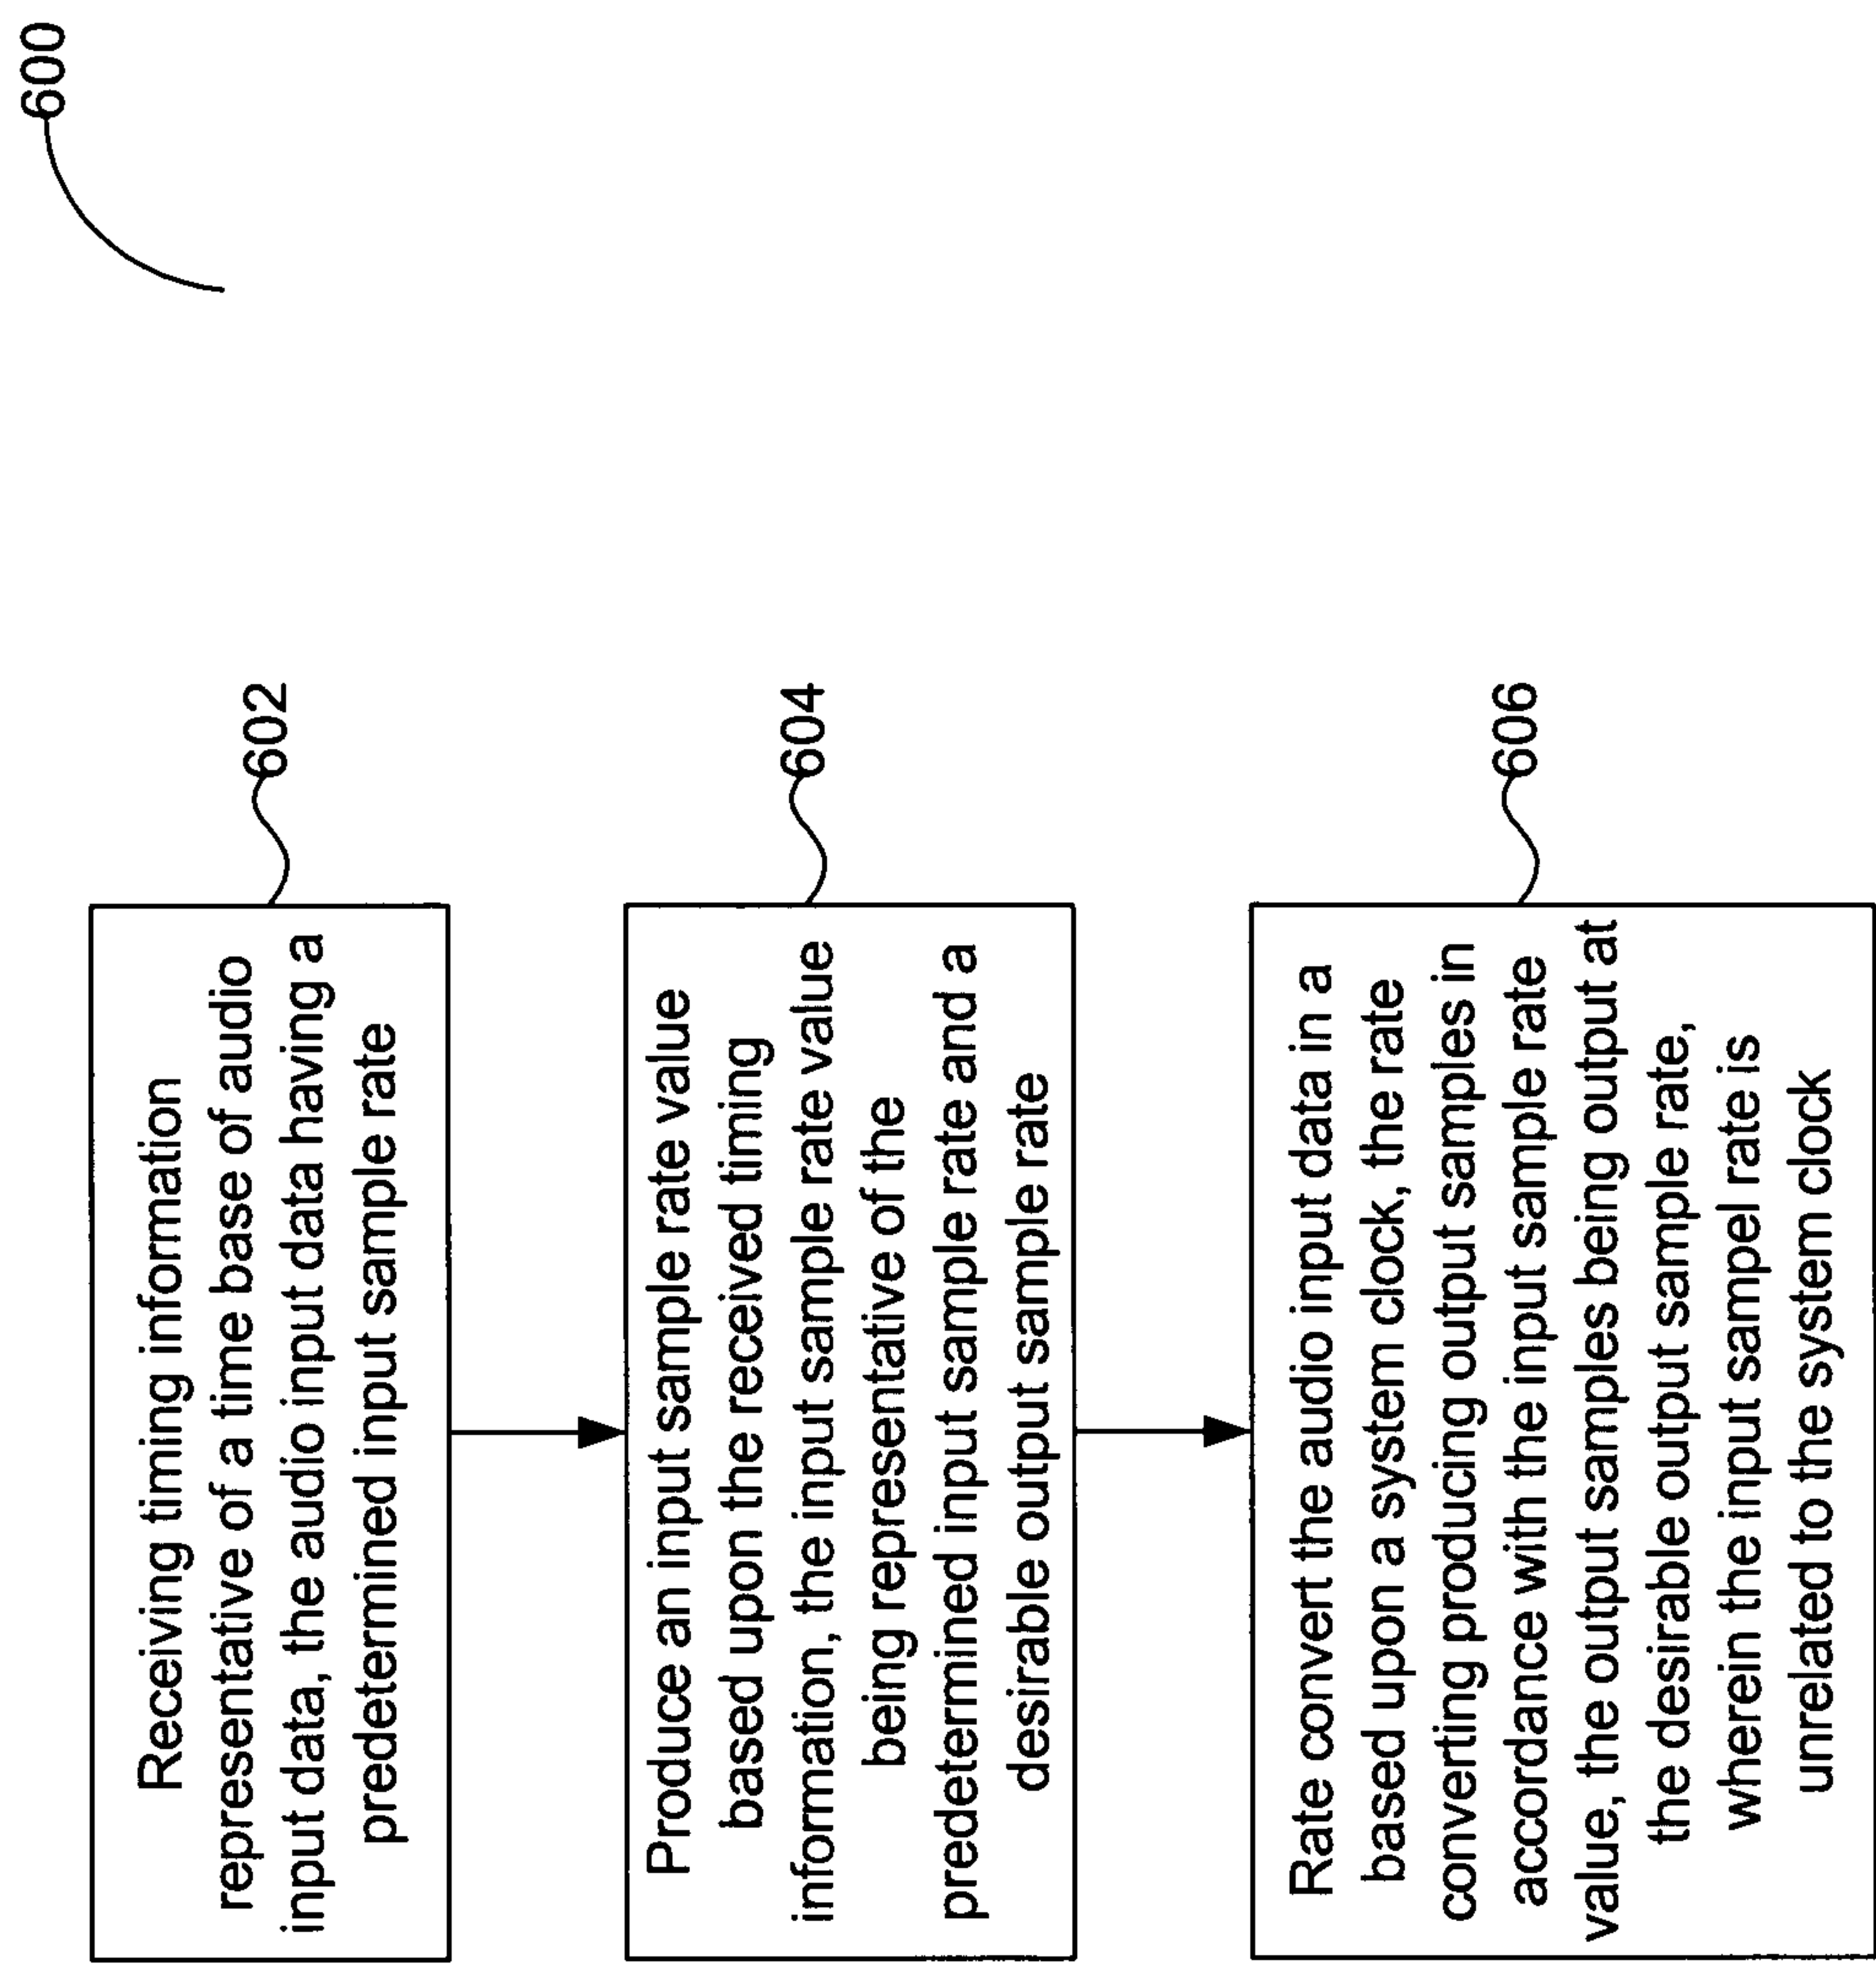 600
Receiving timing information
representative of a time base of audio
input data, the audio input data having a
predetermined input sample rate
602
Produce an input sample rate value
based upon the received timing
information, the input sample rate value
being representative of the
predetermined input sample rate and a
desirable output sample rate
604
Rate convert the audio input data in a
based upon a system clock, the rate
converting producing output samples in
accordance with the input sample rate
value, the output samples being output at
the desirable output sample rate,
wherein the input sampel rate is
unrelated to the system clock
606